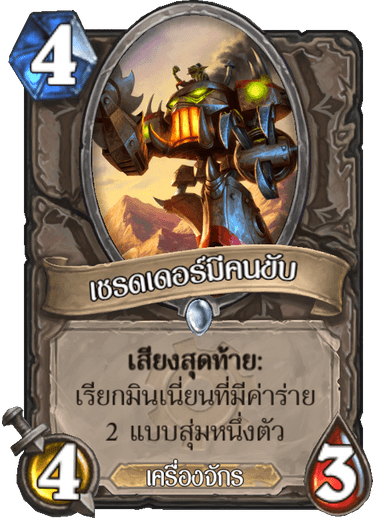 4
เชรดเดอร์มีคนขับ
เสียงสุดท้าย:
เรียกมินเนี่ยนที่มีค่าร่าย
2 แบบสุ่มหนึ่งตัว
4
เครื่องจักร
3